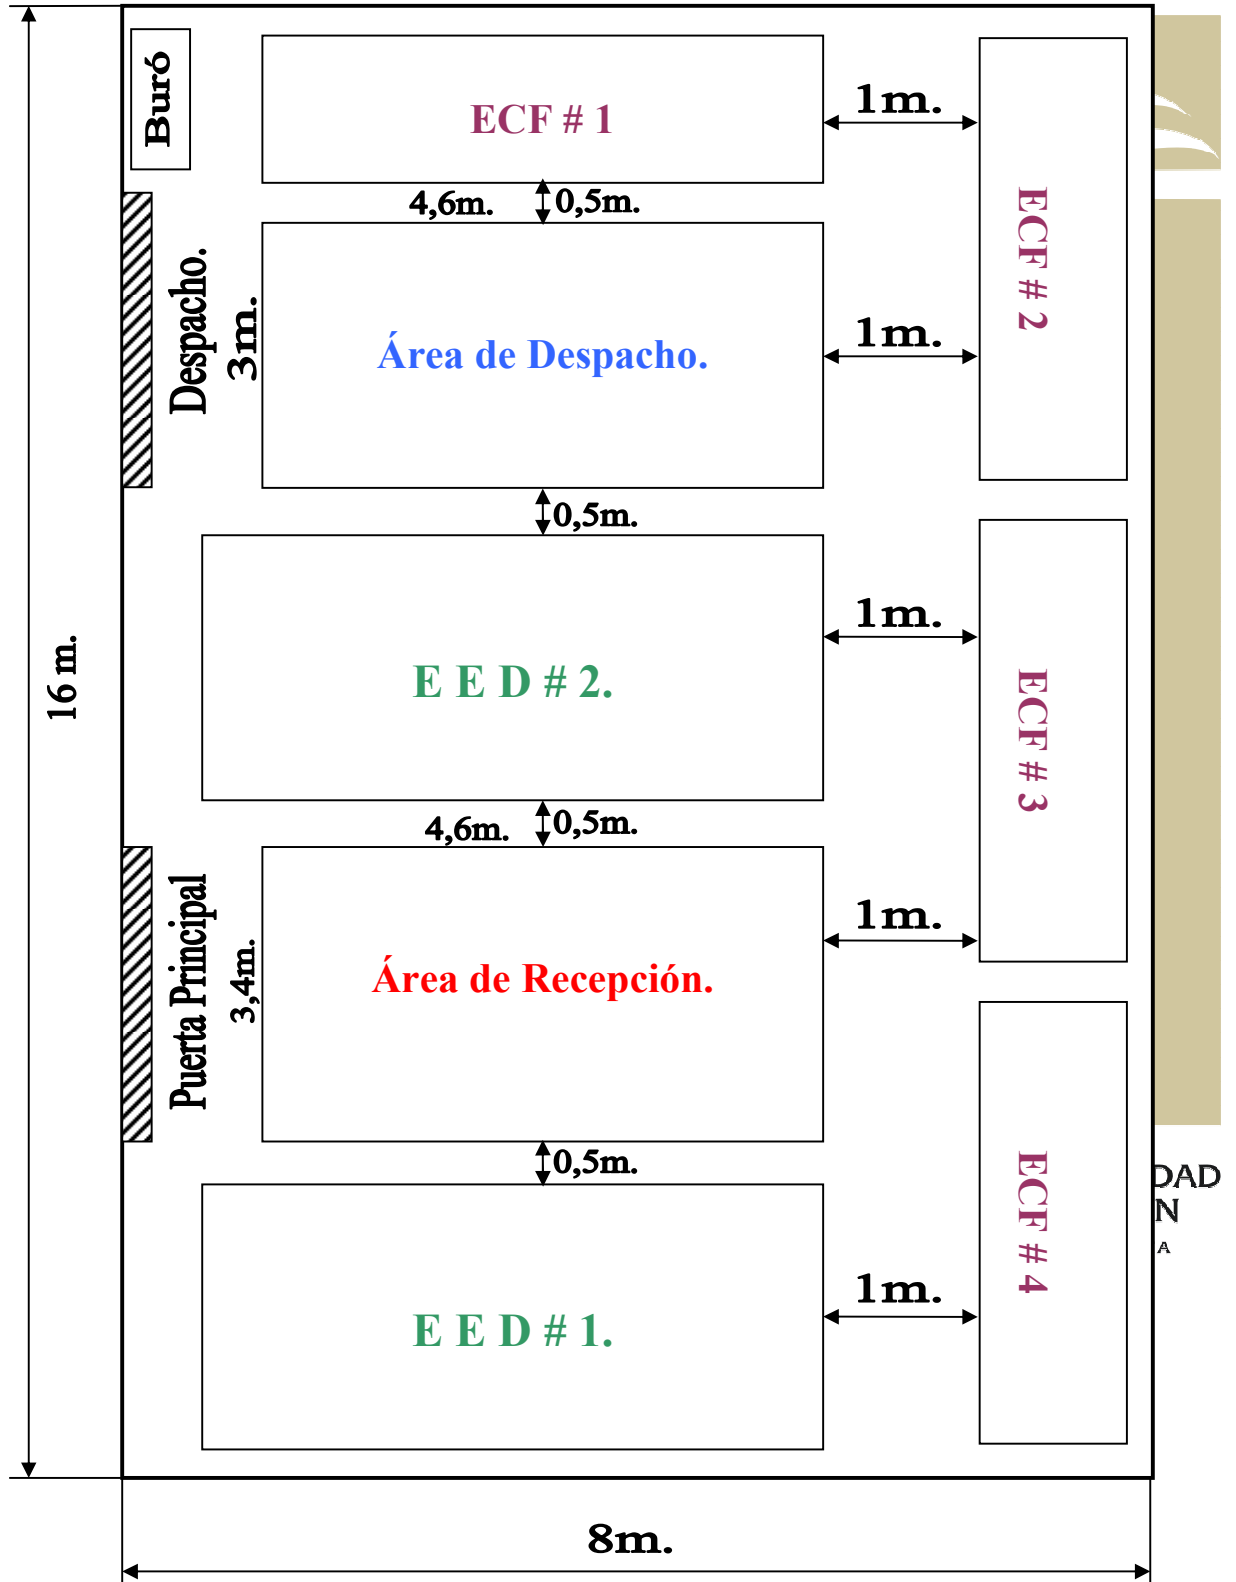 Buró
ECF # 1
1m.
4,6m.
0,5m.
ECF # 2
Despacho.
3m.
Área de Despacho.
1m.
0,5m.
1m.
16 m.
E E D # 2.
ECF # 3
4,6m.
0,5m.
Puerta Principal
3,4m.
1m.
Área de Recepción.
0,5m.
ECF # 4
DAD
N
A
1m.
E E D # 1.
8m.